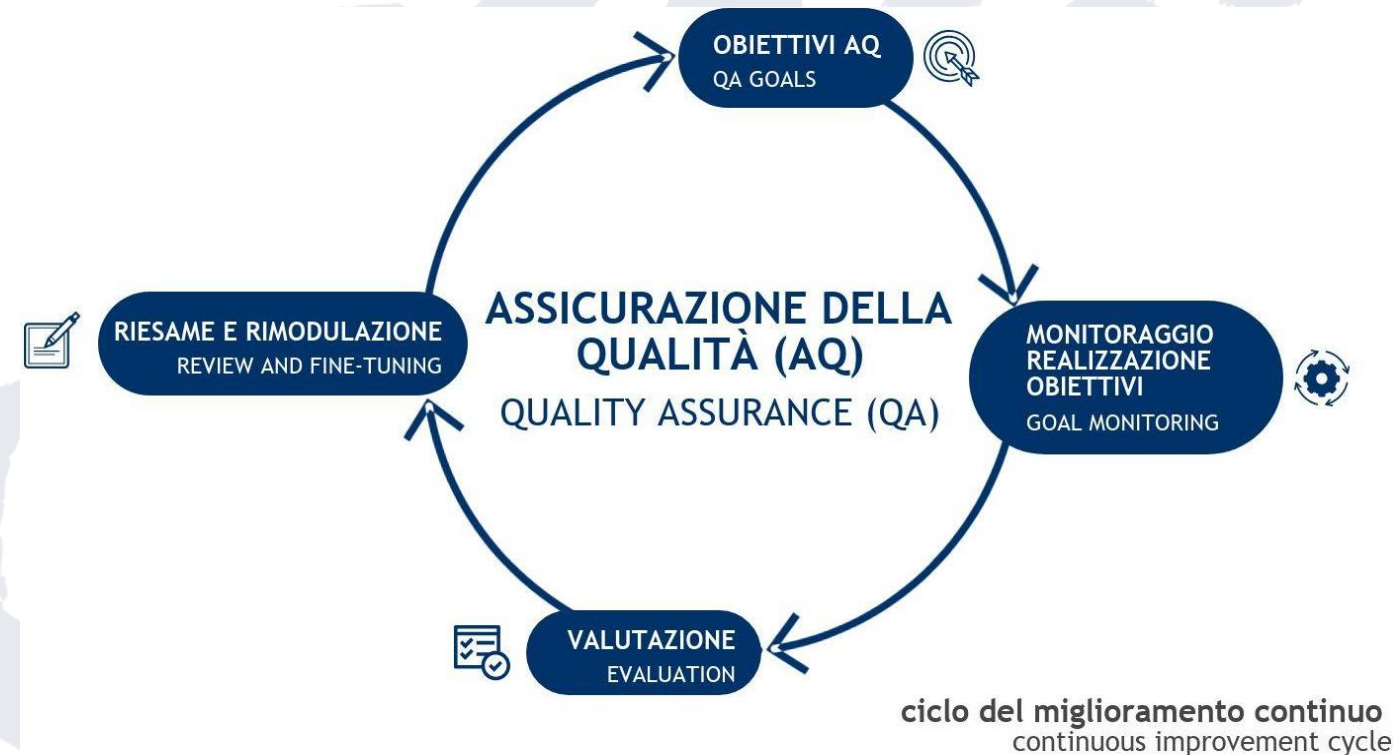 OBIETTIVI AQ
QA GOALS
ASSICURAZIONE DELLA
QUALITÀ (AQ)
QUALITY ASSURANCE (QA)
MONITORAGGIO
REALIZZAZIONE
OBIETTIVI
GOAL MONITORING
VALUTAZIONE
EVALUATION
RIESAME E RIMODULAZIONE
REVIEW AND FINE-TUNING
ciclo del miglioramento continuo
continuous improvement cycle